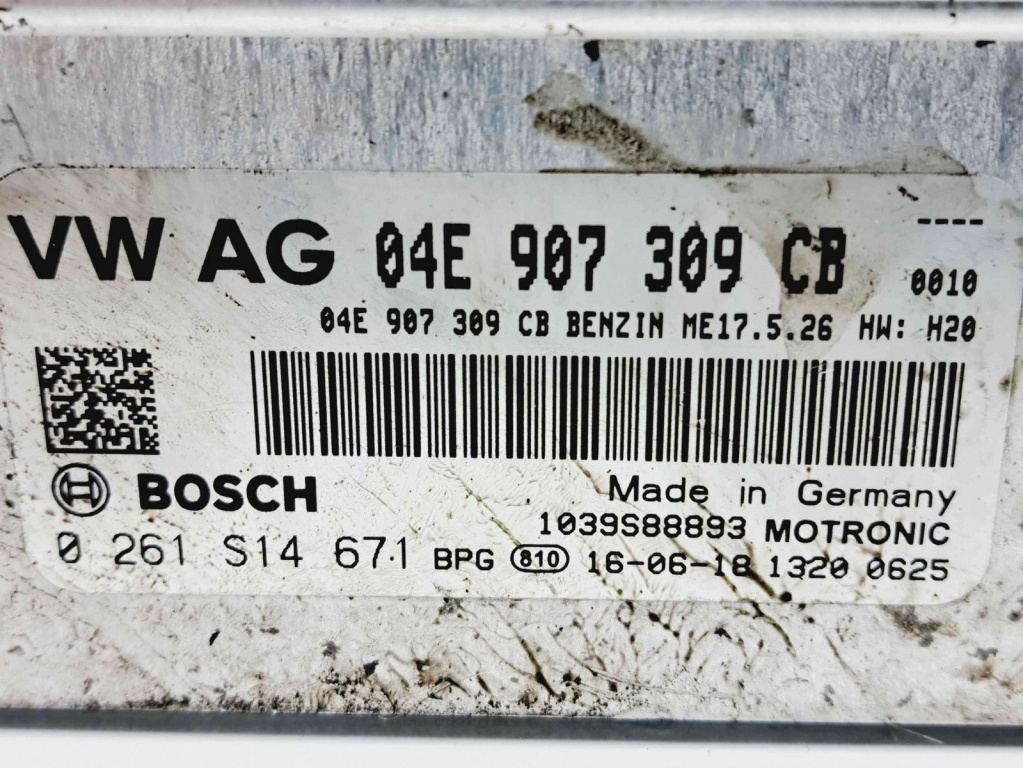 VW AG 04E 907 309 CB ----
0010
04E 907 309 CB BENZIN ME17.5.26 HW: H20
BOSCH
Made in Germany
1039S88893 MOTRONIC
0 261 S14 671 BPG 810 16-06-18 1320 0625